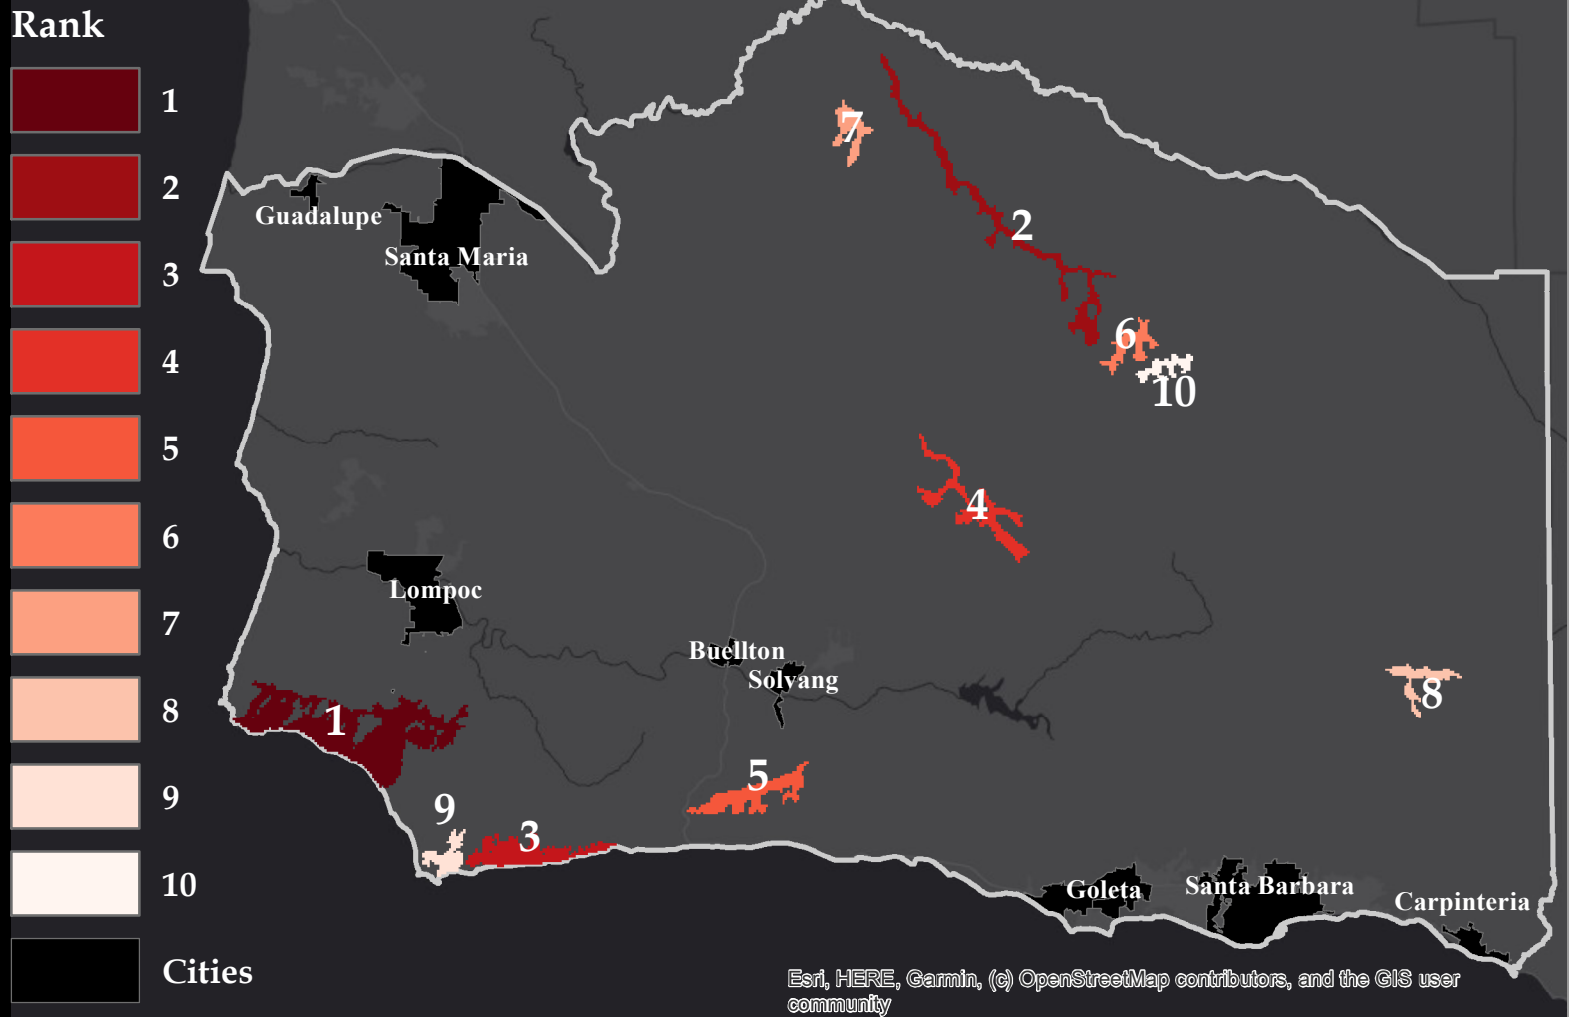 Rank
1
2
3
4
5
6
7
8
9
10
Cities
7
2
6
10
4
8
1
5
9
3
Guadalupe
Santa Maria
Lompoc
Buellton
Solvang
Goleta
Santa Barbara
Carpinteria
Esri, HERE, Garmin, (c) OpenStreetMap contributors, and the GIS user
community